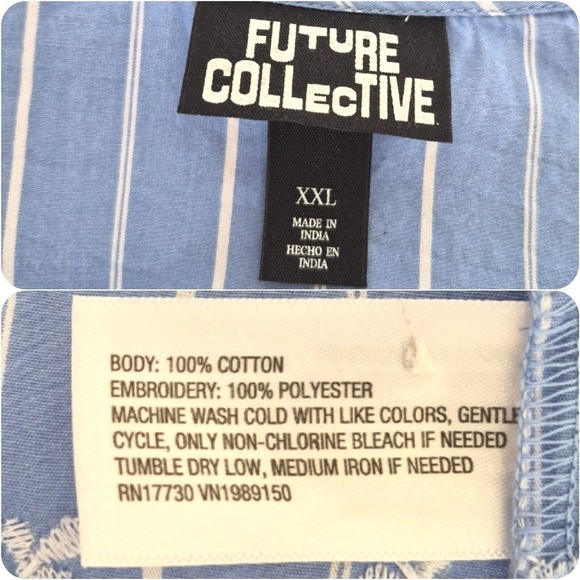 FUTURE
COLLECTIVE
XXL
MADE IN
INDIA
HECHO EN
INDIA
BODY: 100% COTTON
EMBROIDERY: 100% POLYESTER
MACHINE WASH COLD WITH LIKE COLORS, GENTLE
CYCLE, ONLY NON-CHLORINE BLEACH IF NEEDED
TUMBLE DRY LOW, MEDIUM IRON IF NEEDED
RN17730 VN1989150